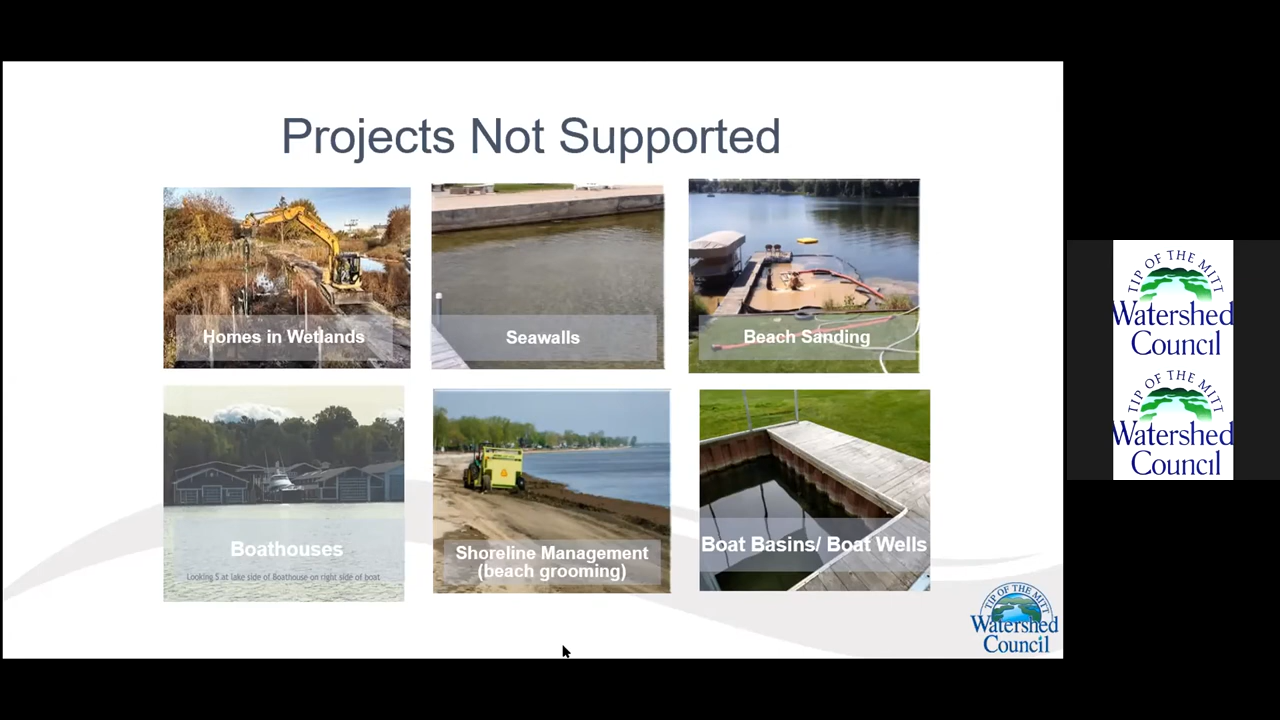 Projects Not Supported
Homes in Wetlands
Seawalls
Beach Sanding
Boathouses
Looking S at lake side of Boathouse on right side of boat
Shoreline Management
(beach grooming)
Boat Basins/ Boat Wells
TIP OF THE MITT
Watershed
Council
TIP OF THE MITT
Watershed
Council
TIP OF THE MITT
Watershed
Council